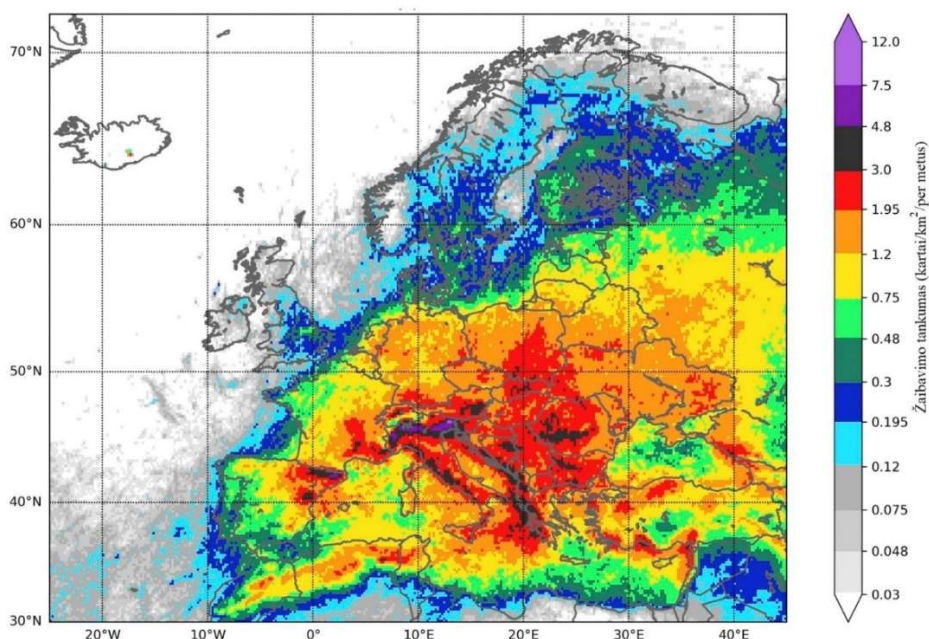 70°N
60°N
50°N
40°N
30°N
20°W
10°W
0°
10°E
20°E
30°E
40°E
12.0
7.5
4.8
3.0
1.95
1.2
0.75
0.48
0.3
0.195
0.12
0.075
0.048
0.03
Žaibavimo tankumas (kartai/km²/per metus)